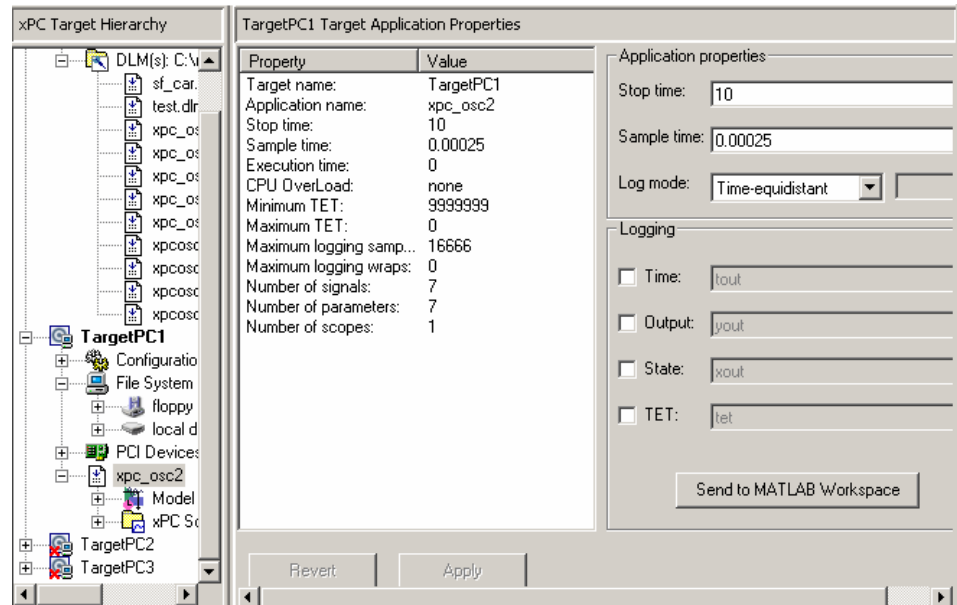 xPC Target Hierarchy
DLM(s): C:\
sf_car.
test.dlm
xpc_os
xpc_os
xpc_os
xpc_os
xpc_os
xpcosc
xpcosc
xpcosc
xpcosc
TargetPC1
Configuratio
File System
floppy
local d
PCI Devices
xpc_osc2
Model
xPC Sc
TargetPC2
TargetPC3
TargetPC1 Target Application Properties
Property Value
Target name: TargetPC1
Application name: xpc_osc2
Stop time: 10
Sample time: 0.00025
Execution time: 0
CPU OverLoad: none
Minimum TET: 9999999
Maximum TET: 0
Maximum logging samp... 16666
Maximum logging wraps: 0
Number of signals: 7
Number of parameters: 7
Number of scopes: 1
Revert Apply
Application properties
Stop time: 10
Sample time: 0.00025
Log mode: Time-equidistant
Logging
Time: tout
Output: yout
State: xout
TET: tet
Send to MATLAB Workspace